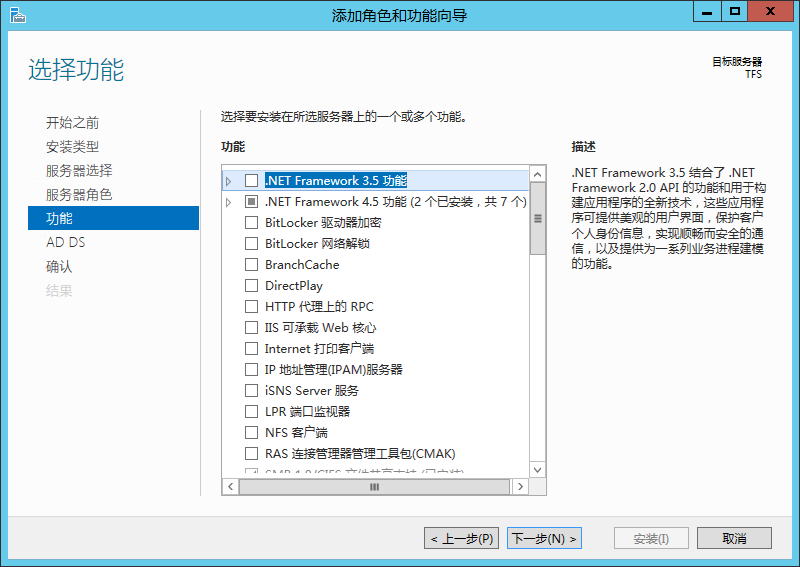 添加角色和功能向导
选择功能
目标服务器
TFS
开始之前
安装类型
服务器选择
服务器角色
功能
AD DS
确认
结果
选择要安装在所选服务器上的一个或多个功能。
功能
.NET Framework 3.5 功能
.NET Framework 4.5 功能 (2 个已安装，共 7 个)
BitLocker 驱动器加密
BitLocker 网络解锁
BranchCache
DirectPlay
HTTP 代理上的 RPC
IIS 可承载 Web 核心
Internet 打印客户端
IP 地址管理(IPAM)服务器
iSNS Server 服务
LPR 端口监视器
NFS 客户端
RAS 连接管理器管理工具包(CMAK)
SMB 1.0/CIFS 文件共享支持 (已安装)
描述
.NET Framework 3.5 结合了 .NET
Framework 2.0 API 的功能和用于构
建应用程序的全新技术，这些应用程
序可提供美观的用户界面，保护客户
个人身份信息，实现顺畅而安全的通
信，以及提供为一系列业务进程建模
的功能。
< 上一步(P)
下一步(N) >
安装(I)
取消